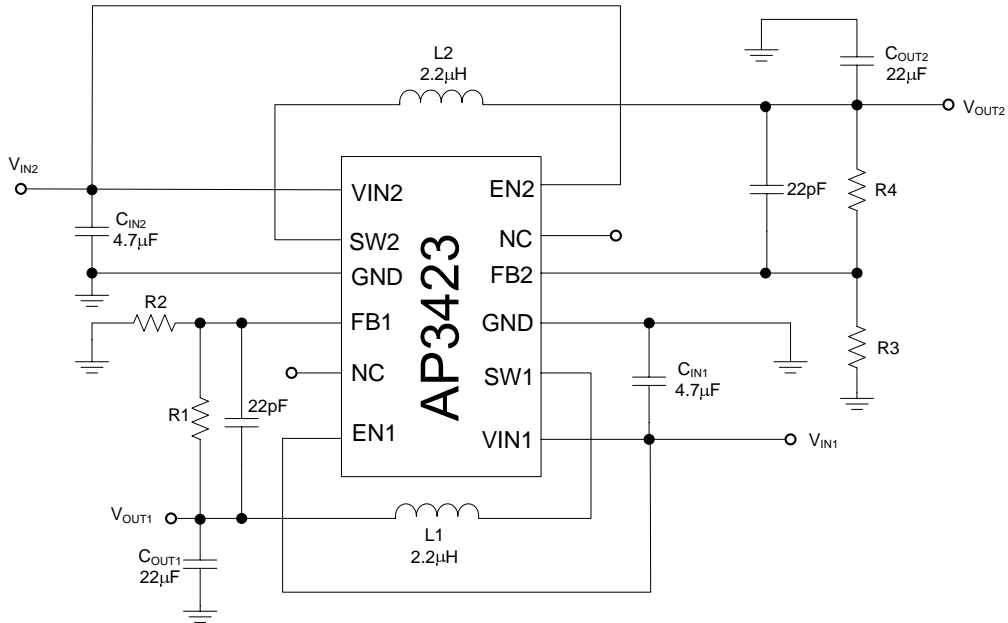 L2
2.2μH
COUT2
22μF
VOUT2
VIN2
CIN2
4.7μF
VIN2
SW2
GND
FB1
NC
EN1
AP3423
EN2
NC
FB2
GND
SW1
VIN1
22pF
R4
R3
R2
R1
22pF
CIN1
4.7μF
VIN1
VOUT1
COUT1
22μF
L1
2.2μH